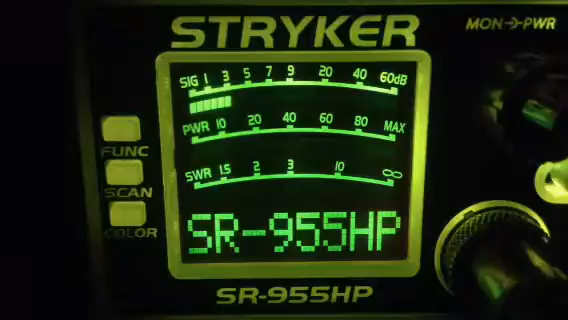 STRYKER
MON-PWR
SIG 1 3 5 7 9 20 40 60dB
PWR 10 20 40 60 80 MAX
SWR 1.5 2 3 10 ∞
FUNC
SCAN
COLOR
SR-955HP
SR-955HP